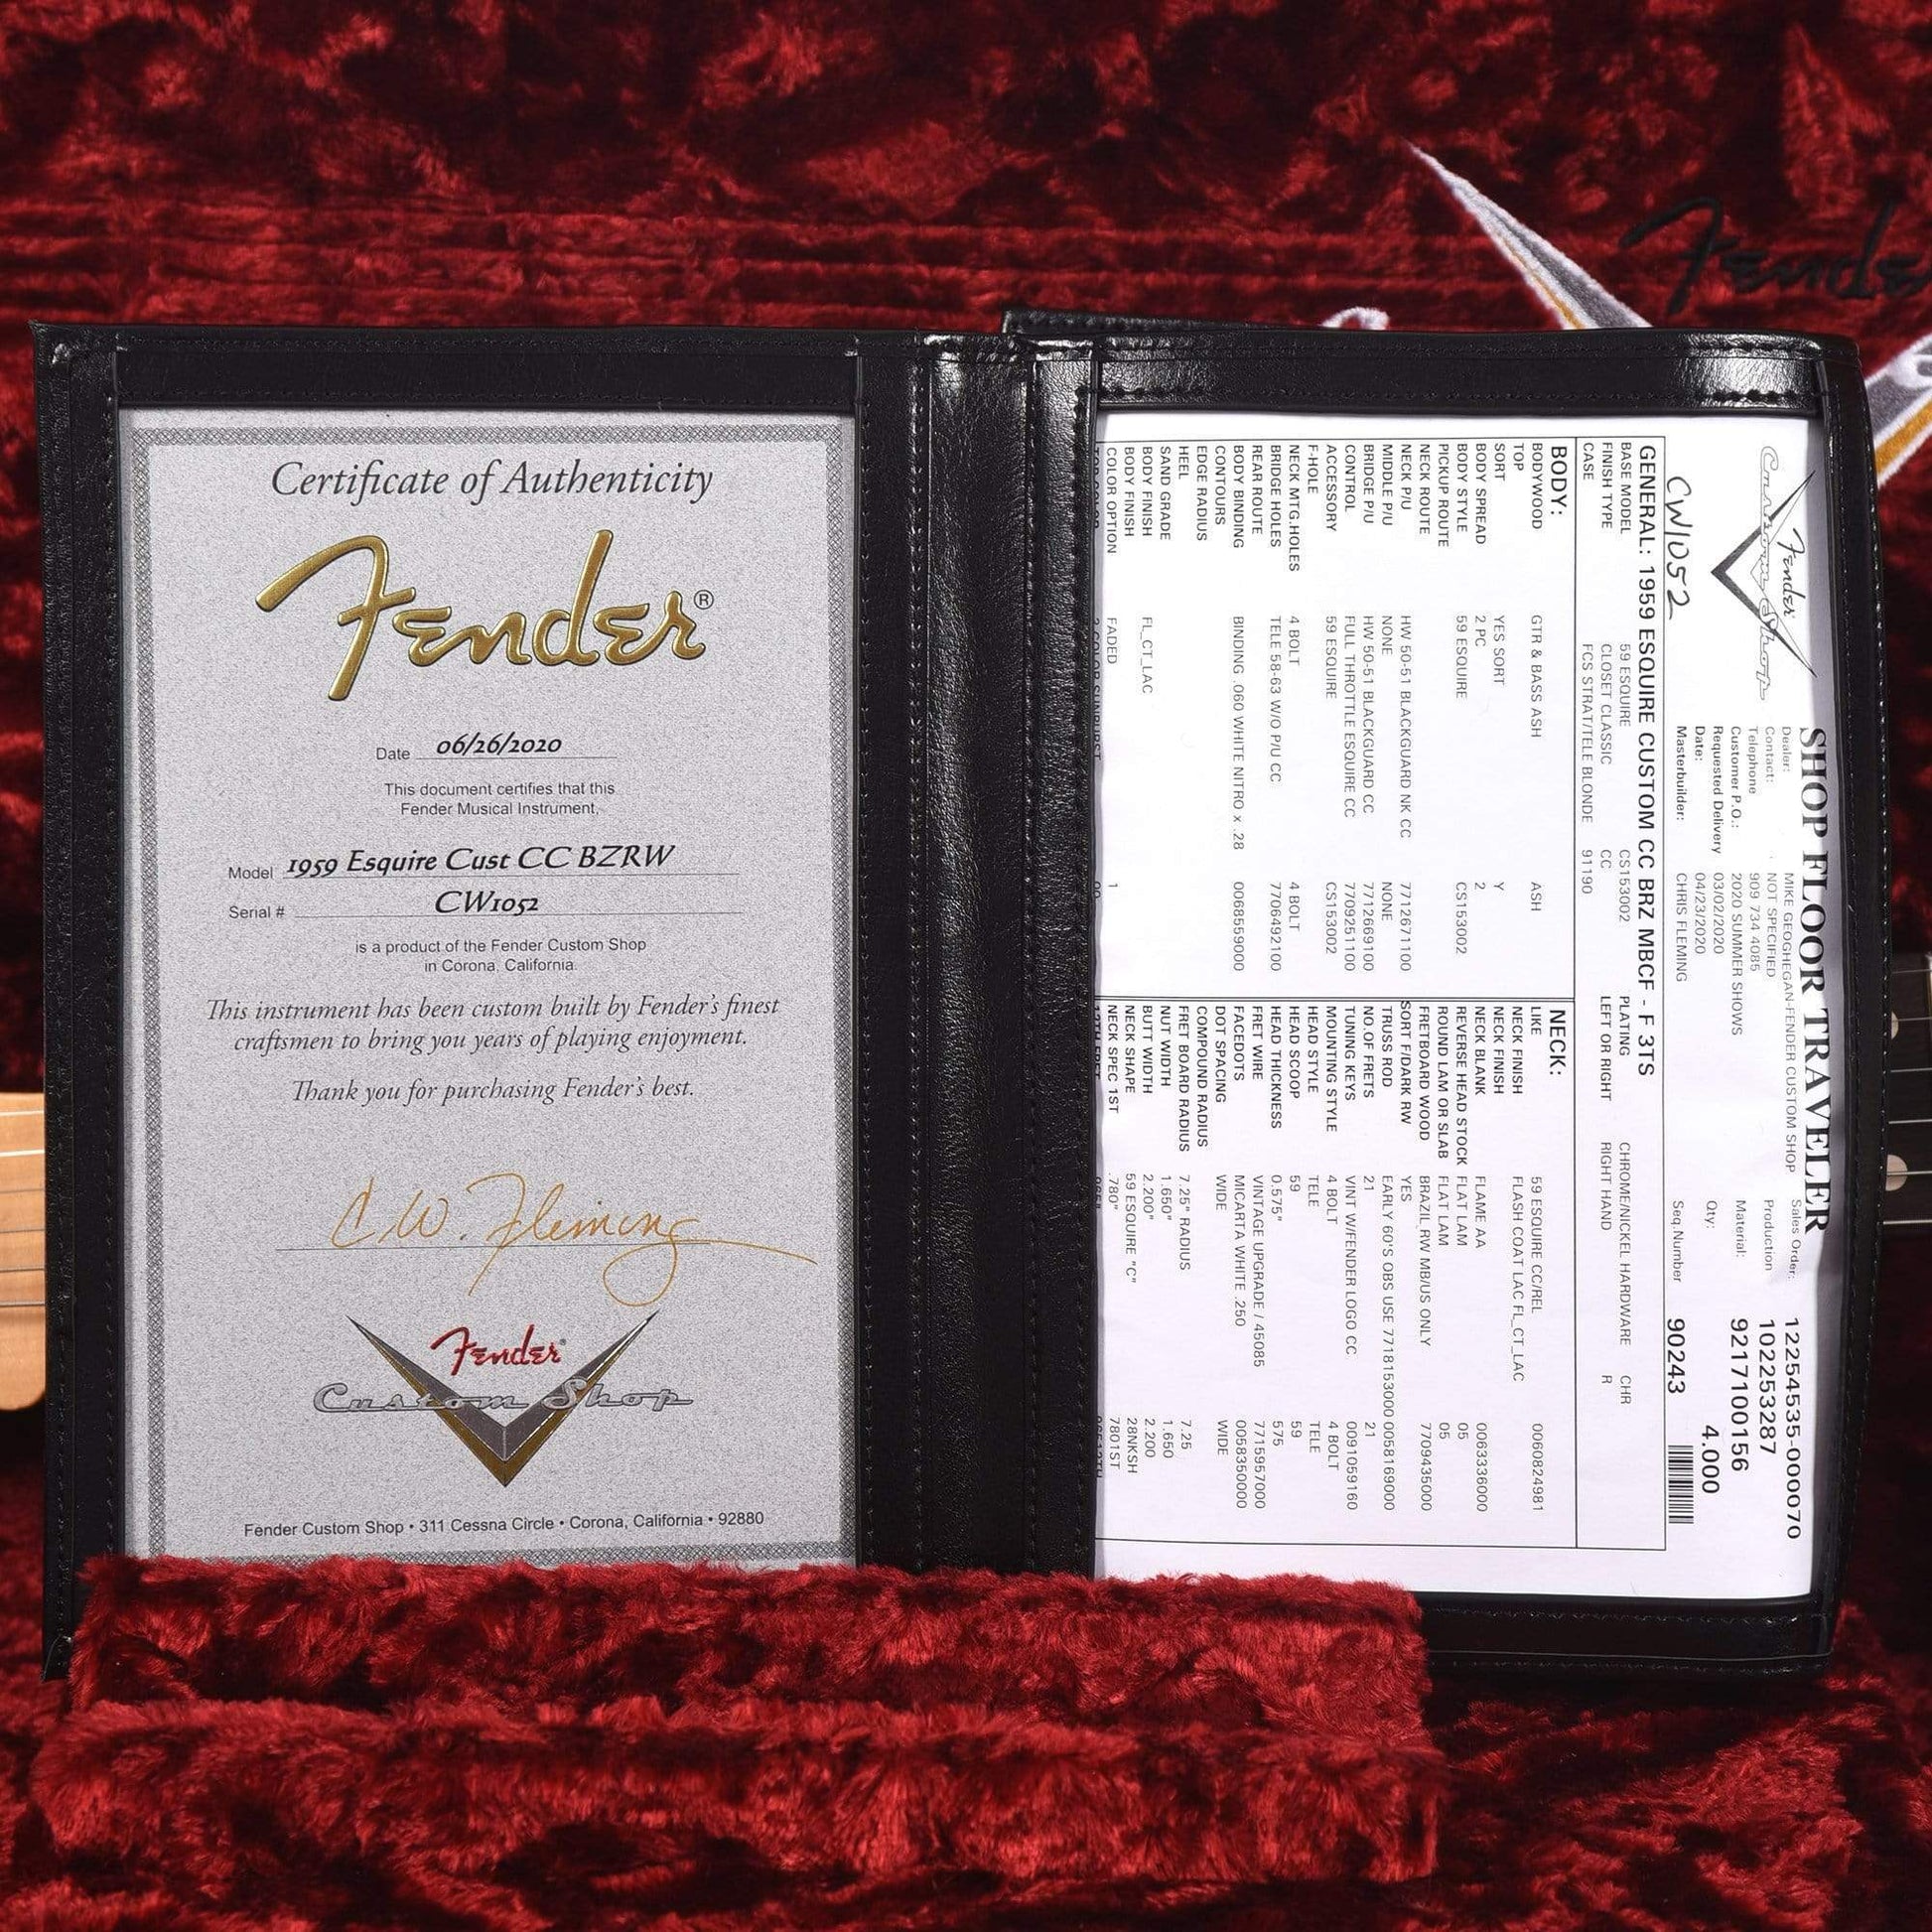 Fender
Certificate of Authenticity
Fender®
Date 06/26/2020
This document certifies that this
Fender Musical Instrument,
Model 1959 Esquire Cust CC BZRW
Serial # CW1052
is a product of the Fender Custom Shop
in Corona, California.
This instrument has been custom built by Fender's finest
craftsmen to bring you years of playing enjoyment.
Thank you for purchasing Fender's best.
C.W. Fleming
Fender®
Custom Shop
Fender Custom Shop • 311 Cessna Circle • Corona, California • 92880
Fender
Custom Shop
SHOP FLOOR TRAVELER
Dealer: MIKE GEOGHEGAN-FENDER CUSTOM SHOP Sales Order: 12254535-000070
Contact: NOT SPECIFIED Production 102253287
Telephone 909 734 4085
Customer P.O.: 2020 SUMMER SHOWS Material: 9217100156
Requested Delivery 03/02/2020
Date: 04/23/2020 Qty: 4.000
Masterbuilder: CHRIS FLEMING Seq.Number 90243
CW1052
GENERAL: 1959 ESQUIRE CUSTOM CC BRZ MBCF - F 3TS
BASE MODEL 59 ESQUIRE CS153002 PLATING CHROME/NICKEL HARDWARE CHR
FINISH TYPE CLOSET CLASSIC CC LEFT OR RIGHT RIGHT HAND R
CASE FCS STRAT/TELE BLONDE 91190
BODY:
BODYWOOD GTR & BASS ASH ASH
TOP
SORT YES SORT Y
BODY SPREAD 2 PC 2
BODY STYLE 59 ESQUIRE CS153002
PICKUP ROUTE
NECK ROUTE
NECK P/U HW 50-51 BLACKGUARD NK CC 7712671100
MIDDLE P/U NONE NONE
BRIDGE P/U HW 50-51 BLACKGUARD CC 7712669100
CONTROL FULL THROTTLE ESQUIRE CC 7709251100
ACCESSORY 59 ESQUIRE CS153002
F-HOLE
NECK MTG.HOLES 4 BOLT 4 BOLT
BRIDGE HOLES TELE 58-63 W/O P/U CC 7706492100
REAR ROUTE
BODY BINDING BINDING .060 WHITE NITRO x .28 0068559000
CONTOURS
EDGE RADIUS
HEEL
SAND GRADE
BODY FINISH FL_CT_LAC
BODY FINISH
COLOR OPTION FADED 1
NECK:
LIKE 59 ESQUIRE CC/REL 0060824981
NECK FINISH FLASH COAT LAC FL_CT_LAC
NECK FINISH
NECK BLANK FLAME AA 0063336000
REVERSE HEAD STOCK FLAT LAM 05
ROUND LAM OR SLAB FLAT LAM 05
FRETBOARD WOOD BRAZIL RW MB/US ONLY 7709435000
SORT F/DARK RW YES
TRUSS ROD EARLY 60'S OBS USE 7718153000 0058169000
NO.OF FRETS 21 21
TUNING KEYS VINT W/FENDER LOGO CC 0091059160
MOUNTING STYLE 4 BOLT 4 BOLT
HEAD STYLE TELE TELE
HEAD SCOOP 59 59
HEAD THICKNESS 0.575" 575
FRET WIRE VINTAGE UPGRADE / 45085 7715957000
FACEDOTS MICARTA WHITE .250 0058350000
DOT SPACING WIDE WIDE
COMPOUND RADIUS
FRET BOARD RADIUS 7.25" RADIUS 7.25
NUT WIDTH 1.650" 1.650
BUTT WIDTH 2.200" 2.200
NECK SHAPE 59 ESQUIRE "C" 28NKSH
NECK SPEC 1ST .780" 7801ST